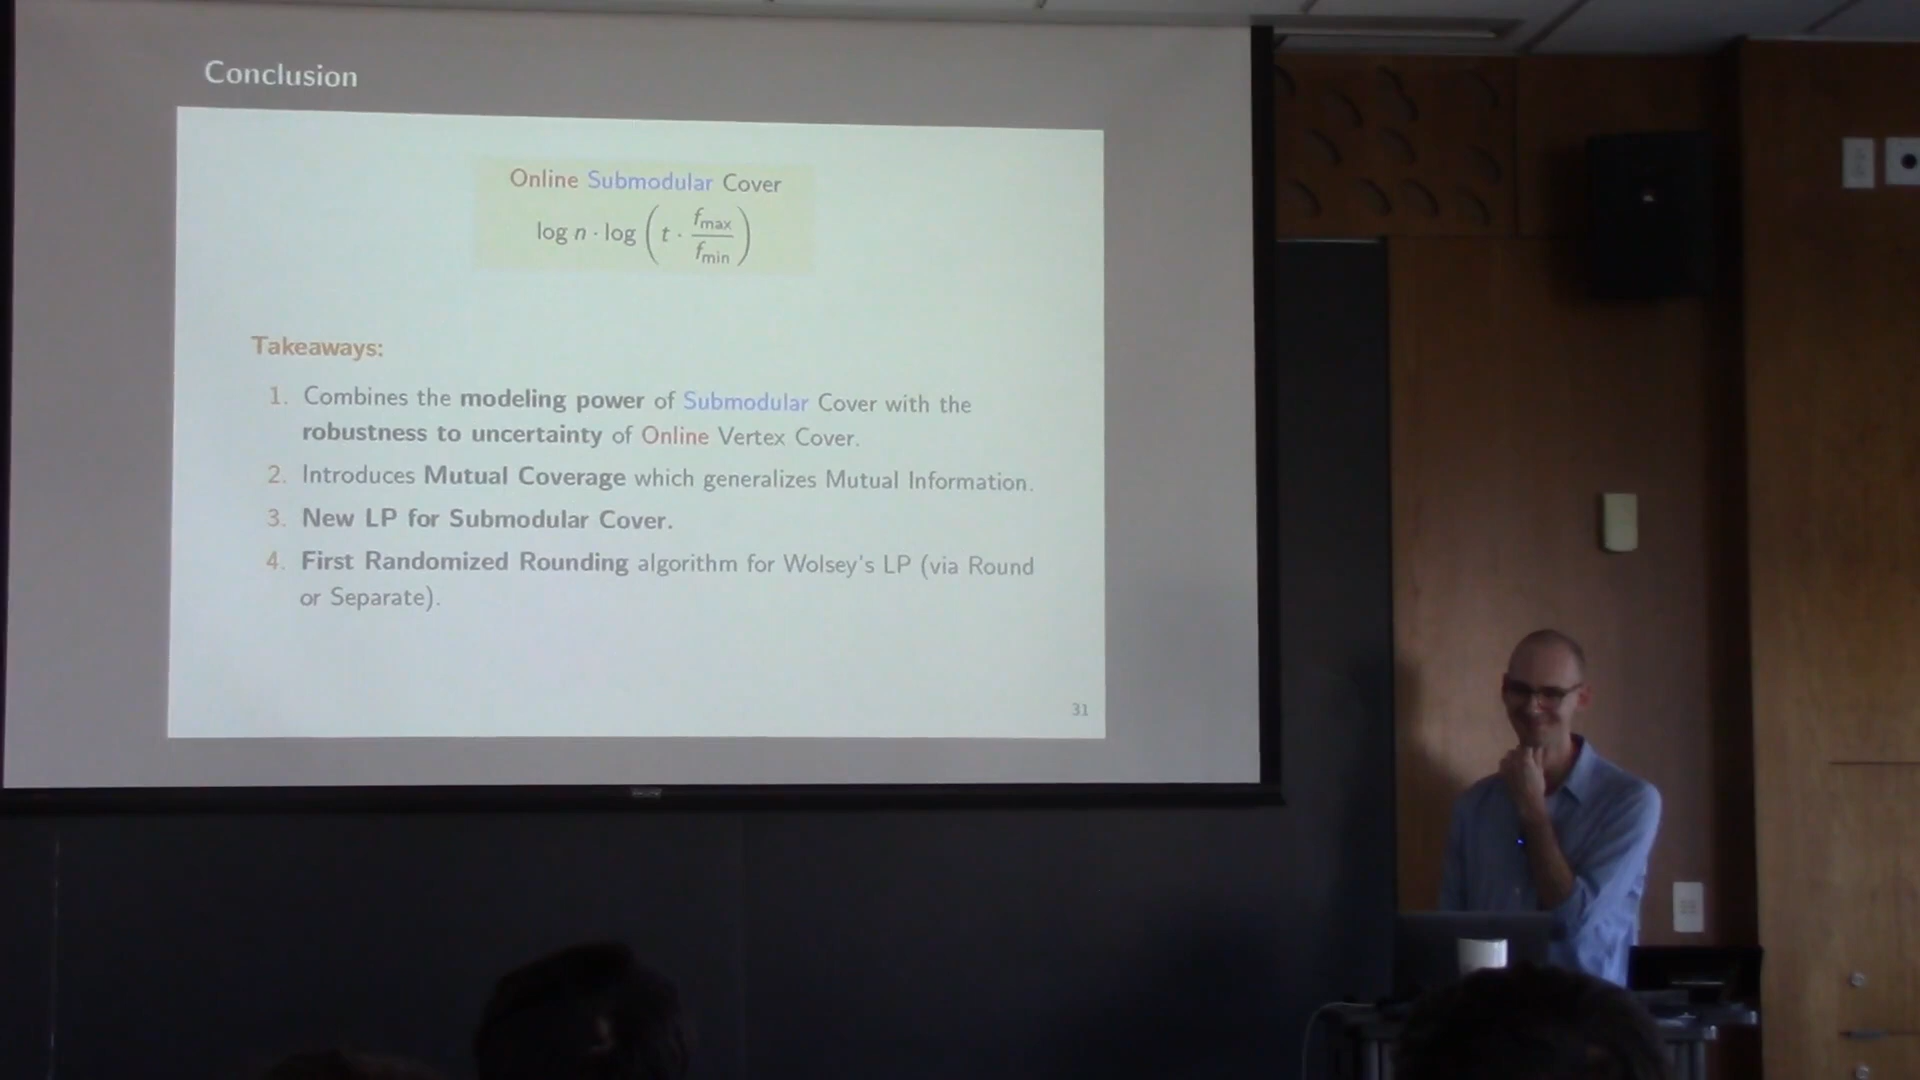 Conclusion
Online Submodular Cover
log n · log ( t · f_max / f_min )
Takeaways:
1. Combines the modeling power of Submodular Cover with the
robustness to uncertainty of Online Vertex Cover.
2. Introduces Mutual Coverage which generalizes Mutual Information.
3. New LP for Submodular Cover.
4. First Randomized Rounding algorithm for Wolsey's LP (via Round
or Separate).
31